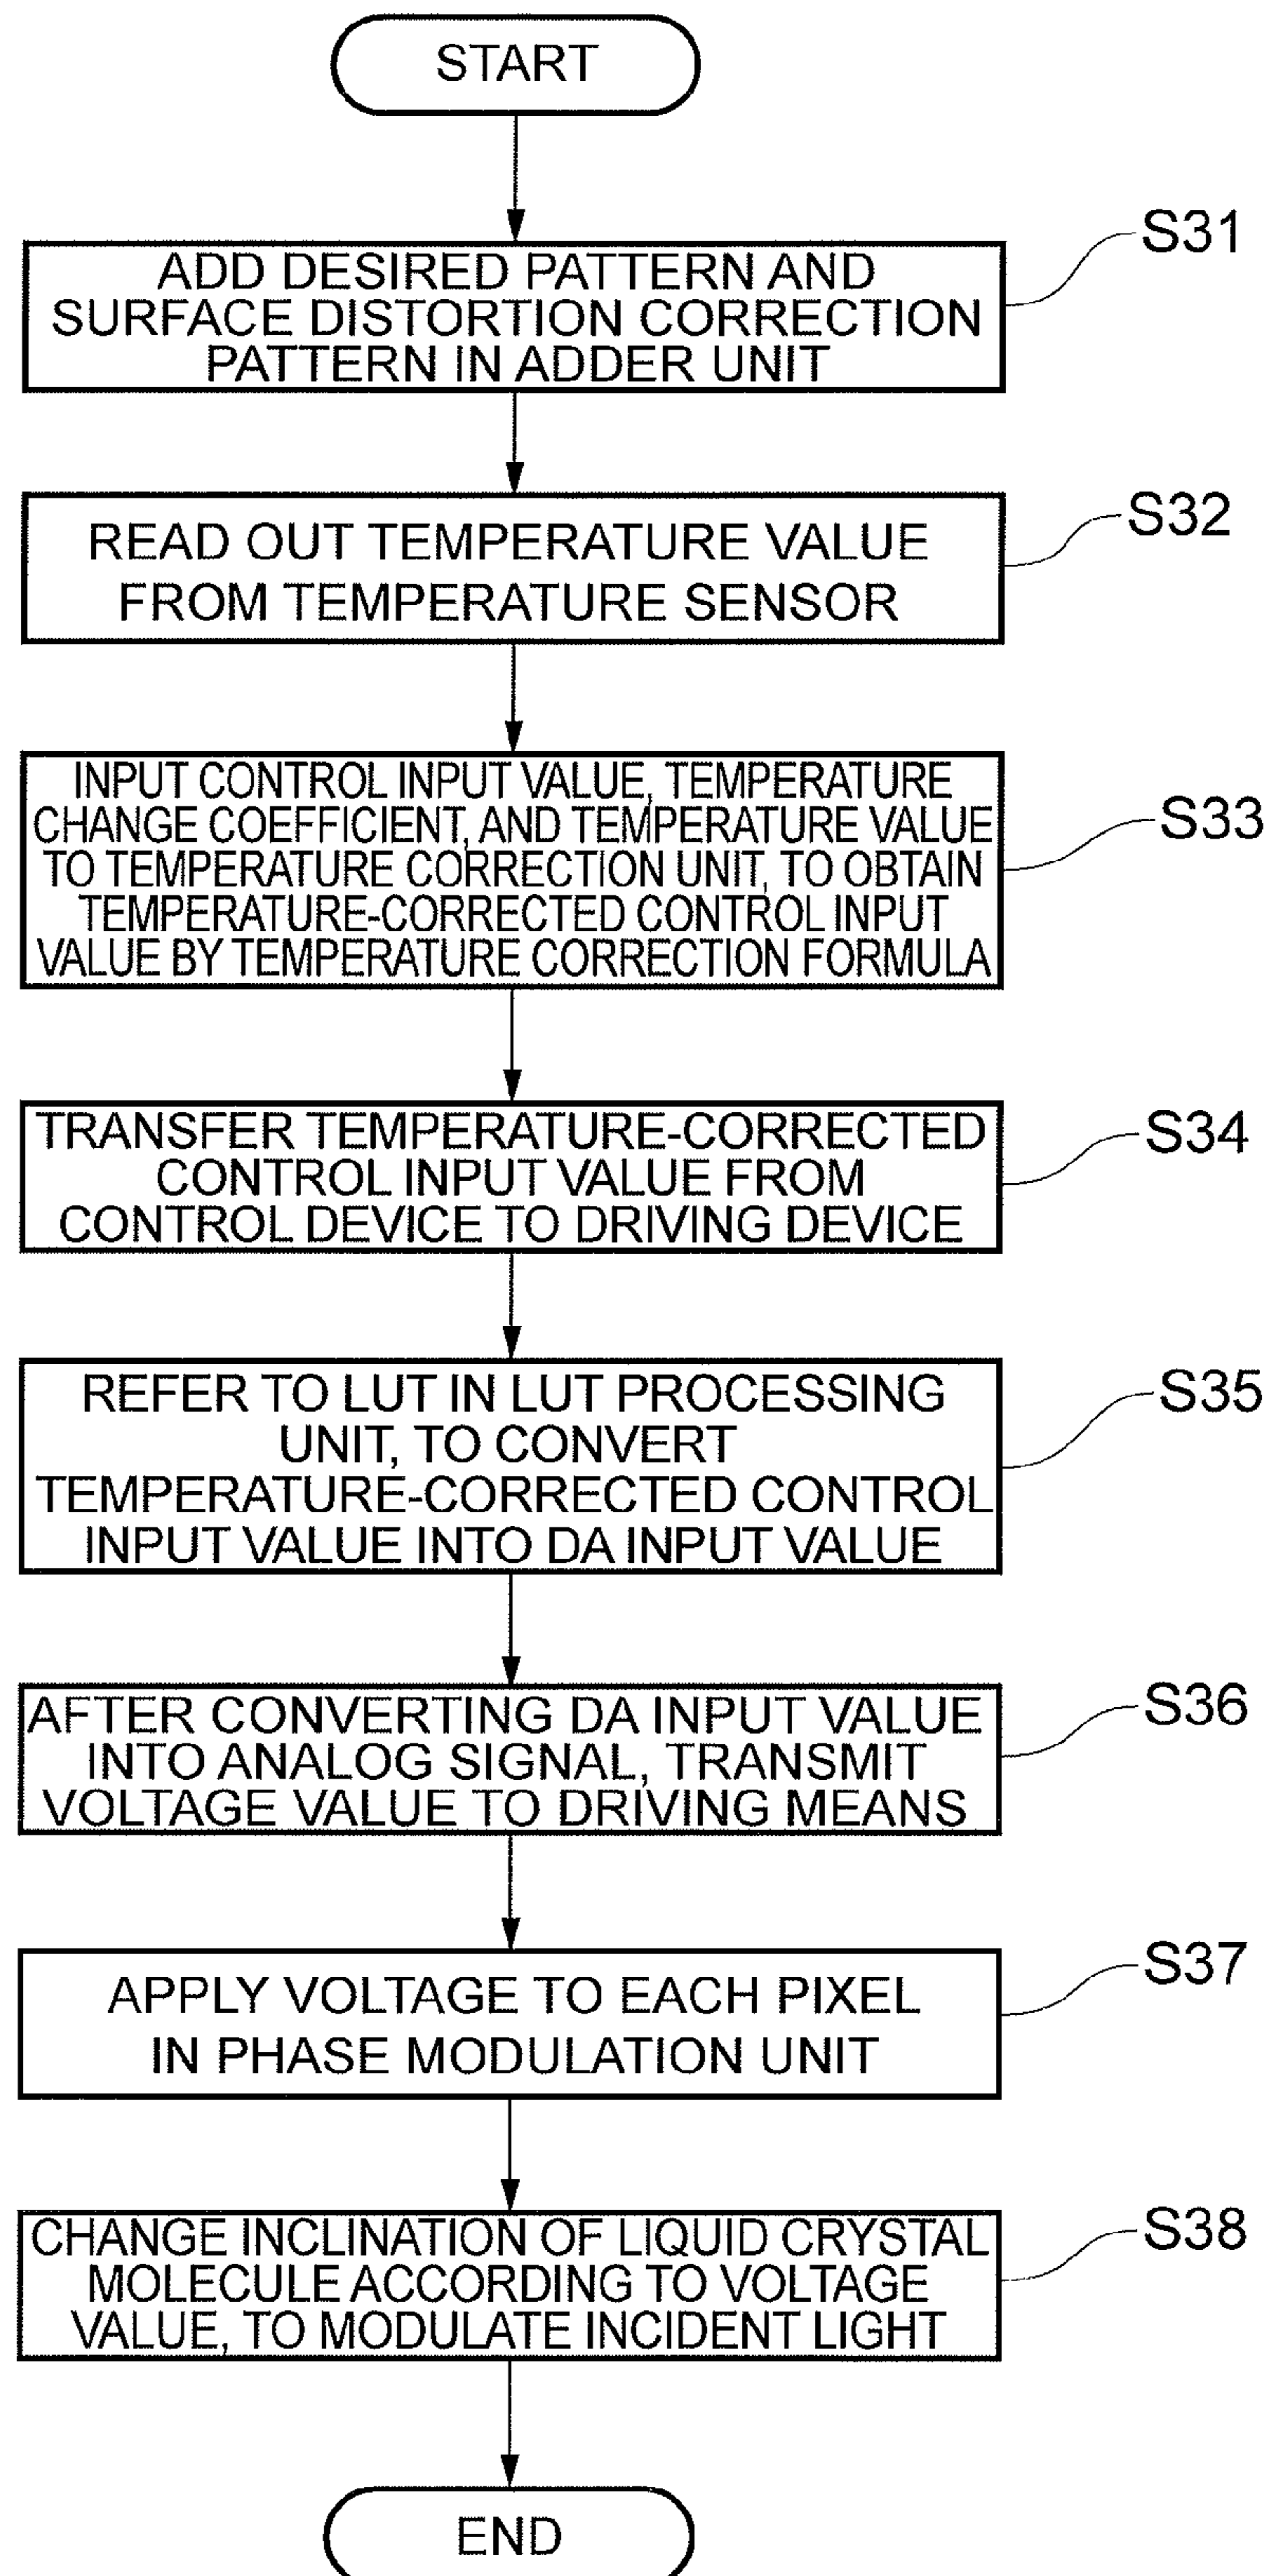 START
S31
ADD DESIRED PATTERN AND
SURFACE DISTORTION CORRECTION
PATTERN IN ADDER UNIT
S32
READ OUT TEMPERATURE VALUE
FROM TEMPERATURE SENSOR
S33
INPUT CONTROL INPUT VALUE, TEMPERATURE
CHANGE COEFFICIENT, AND TEMPERATURE VALUE
TO TEMPERATURE CORRECTION UNIT, TO OBTAIN
TEMPERATURE-CORRECTED CONTROL INPUT
VALUE BY TEMPERATURE CORRECTION FORMULA
S34
TRANSFER TEMPERATURE-CORRECTED
CONTROL INPUT VALUE FROM
CONTROL DEVICE TO DRIVING DEVICE
S35
REFER TO LUT IN LUT PROCESSING
UNIT, TO CONVERT
TEMPERATURE-CORRECTED CONTROL
INPUT VALUE INTO DA INPUT VALUE
S36
AFTER CONVERTING DA INPUT VALUE
INTO ANALOG SIGNAL, TRANSMIT
VOLTAGE VALUE TO DRIVING MEANS
S37
APPLY VOLTAGE TO EACH PIXEL
IN PHASE MODULATION UNIT
S38
CHANGE INCLINATION OF LIQUID CRYSTAL
MOLECULE ACCORDING TO VOLTAGE
VALUE, TO MODULATE INCIDENT LIGHT
END